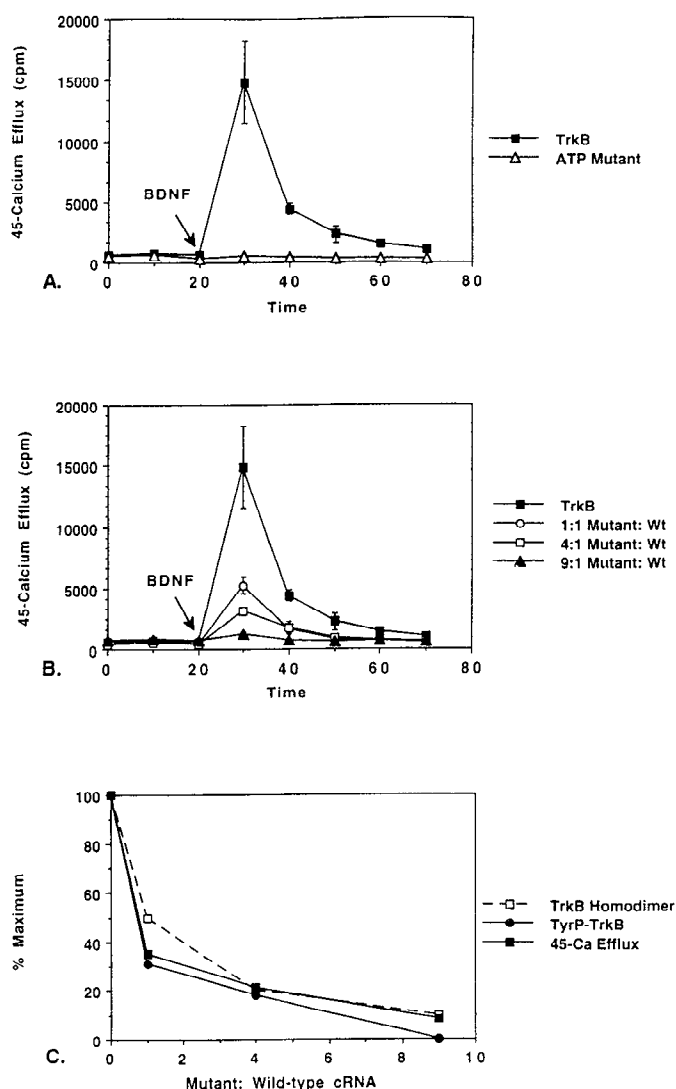 20000
15000
10000
5000
0
45-Calcium Efflux (cpm)
BDNF
0 20 40 60 80
Time
TrkB
ATP Mutant
A.
20000
15000
10000
5000
0
45-Calcium Efflux (cpm)
BDNF
0 20 40 60 80
Time
TrkB
1:1 Mutant: Wt
4:1 Mutant: Wt
9:1 Mutant: Wt
B.
100
80
60
40
20
0
% Maximum
0 2 4 6 8 10
Mutant: Wild-type cRNA
TrkB Homodimer
TyrP-TrkB
45-Ca Efflux
C.